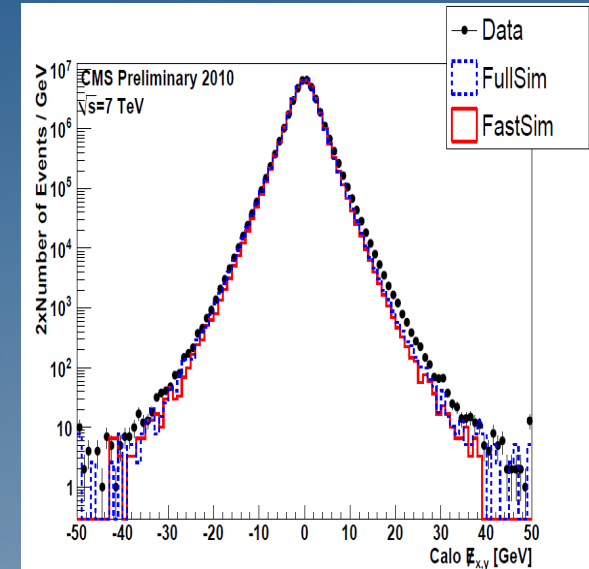 Data
FullSim
FastSim
CMS Preliminary 2010
√s=7 TeV
2xNumber of Events / GeV
10⁷
10⁶
10⁵
10⁴
10³
10²
10
1
-50 -40 -30 -20 -10 0 10 20 30 40 50
Calo E̸x,y [GeV]